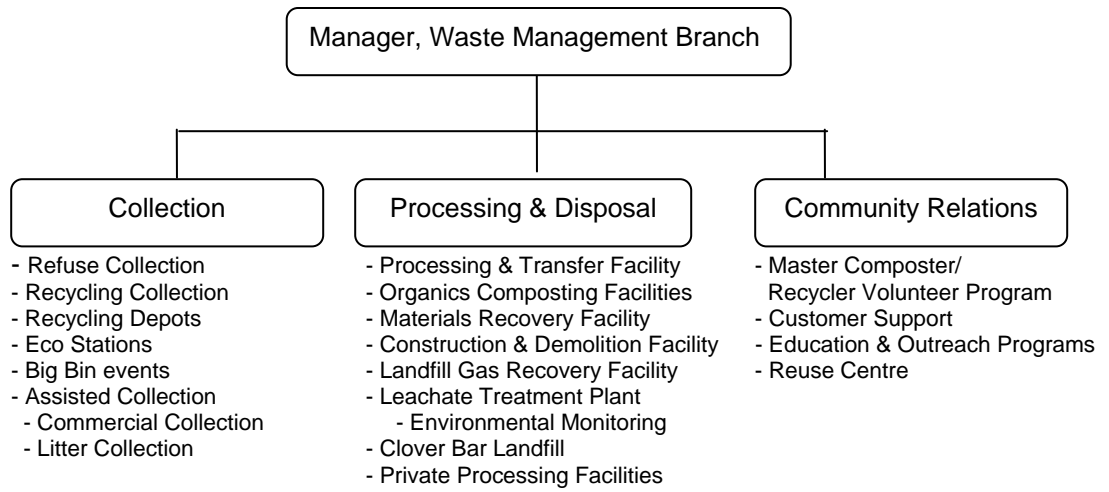 Manager, Waste Management Branch
Collection
- Refuse Collection
- Recycling Collection
- Recycling Depots
- Eco Stations
- Big Bin events
- Assisted Collection
- Commercial Collection
- Litter Collection
Processing & Disposal
- Processing & Transfer Facility
- Organics Composting Facilities
- Materials Recovery Facility
- Construction & Demolition Facility
- Landfill Gas Recovery Facility
- Leachate Treatment Plant
- Environmental Monitoring
- Clover Bar Landfill
- Private Processing Facilities
Community Relations
- Master Composter/
Recycler Volunteer Program
- Customer Support
- Education & Outreach Programs
- Reuse Centre